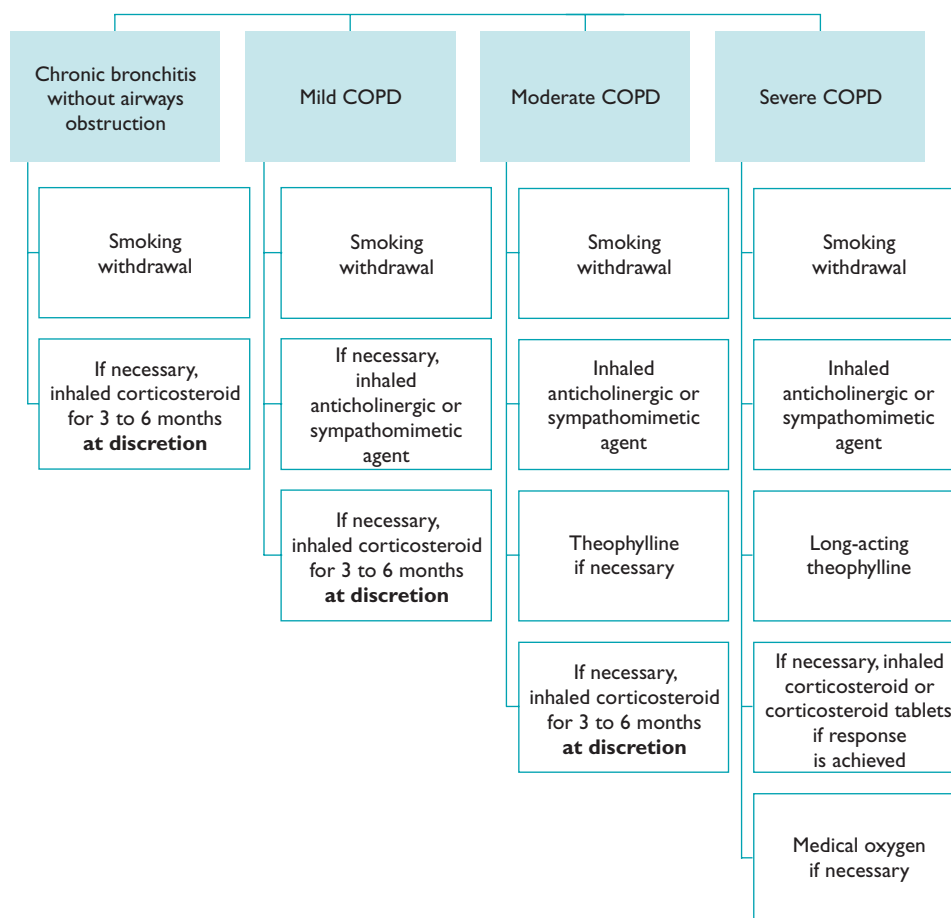 Chronic bronchitis
without airways
obstruction
Smoking
withdrawal
If necessary,
inhaled corticosteroid
for 3 to 6 months
at discretion
Mild COPD
Smoking
withdrawal
If necessary,
inhaled
anticholinergic or
sympathomimetic
agent
If necessary,
inhaled corticosteroid
for 3 to 6 months
at discretion
Moderate COPD
Smoking
withdrawal
Inhaled
anticholinergic or
sympathomimetic
agent
Theophylline
if necessary
If necessary,
inhaled corticosteroid
for 3 to 6 months
at discretion
Severe COPD
Smoking
withdrawal
Inhaled
anticholinergic or
sympathomimetic
agent
Long-acting
theophylline
If necessary, inhaled
corticosteroid or
corticosteroid tablets
if response
is achieved
Medical oxygen
if necessary